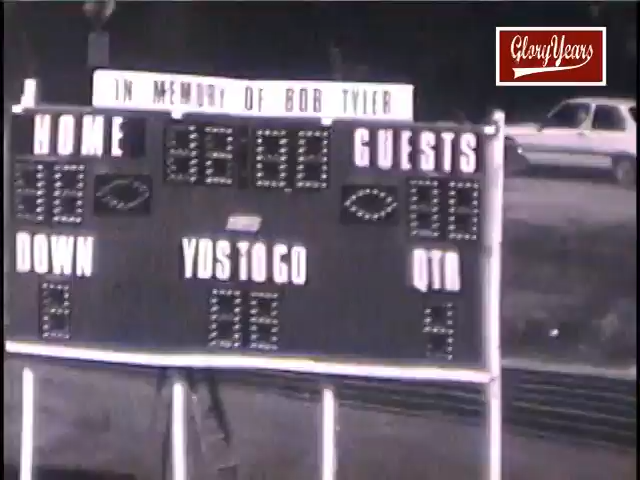 GloryYears
IN MEMORY OF BOB TYLER
HOME
GUESTS
DOWN
YDS TO GO
QTR